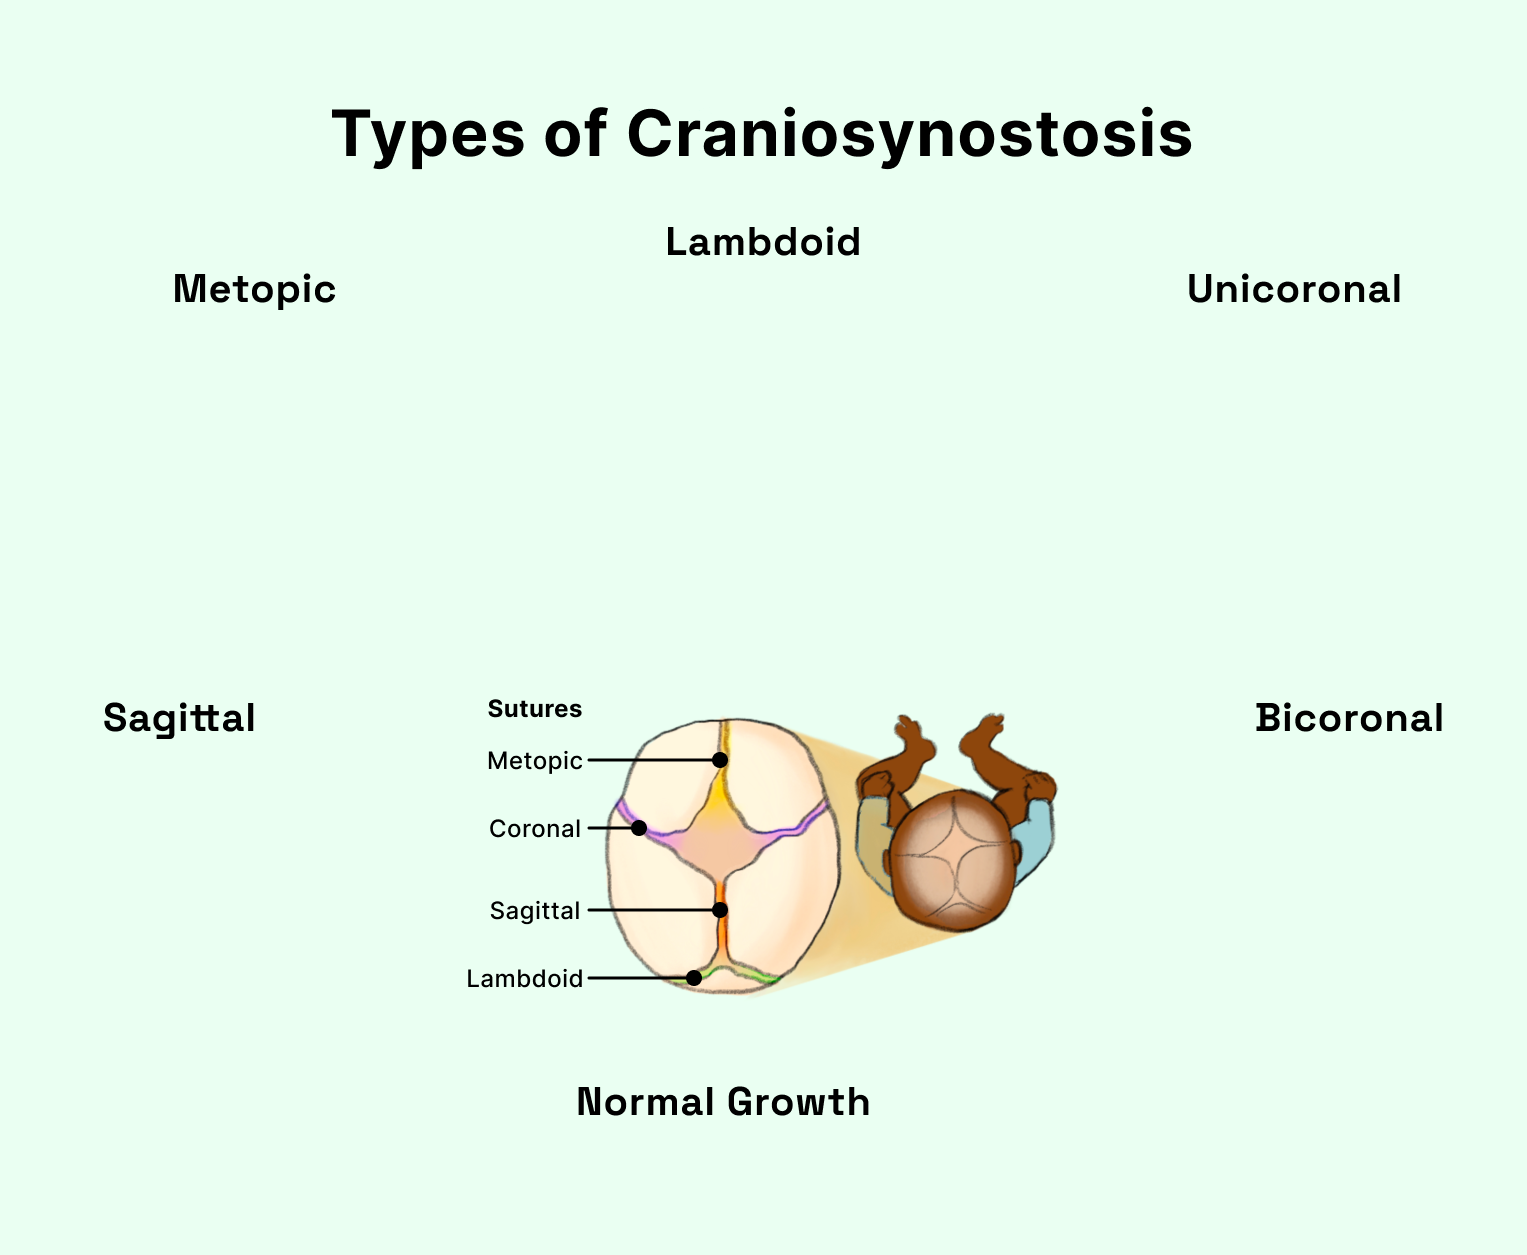 Types of Craniosynostosis
Lambdoid
Metopic
Unicoronal
Sagittal
Bicoronal
Sutures
Metopic
Coronal
Sagittal
Lambdoid
Normal Growth